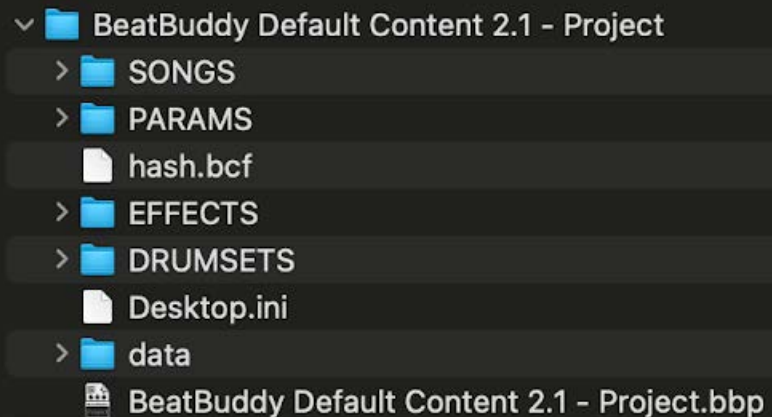 BeatBuddy Default Content 2.1 - Project
SONGS
PARAMS
hash.bcf
EFFECTS
DRUMSETS
Desktop.ini
data
BeatBuddy Default Content 2.1 - Project.bbp